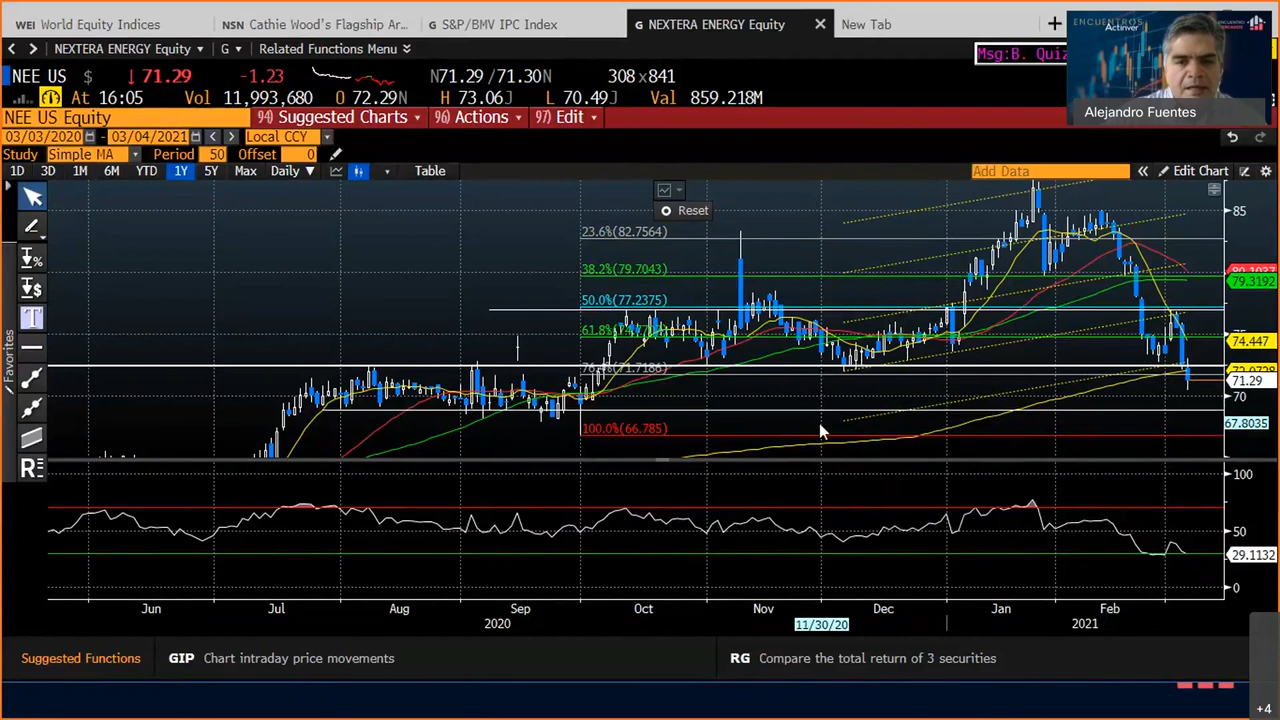 WEI World Equity Indices NSN Cathie Wood's Flagship Ar... G S&P/BMV IPC Index G NEXTERA ENERGY Equity New Tab
ENCUENTROS
Actinver
NEXTERA ENERGY Equity G Related Functions Menu
Msg:B. Quiz
NEE US $ ↓ 71.29 -1.23 N71.29 /71.30N 308 x841
At 16:05 Vol 11,993,680 O 72.29N H 73.06J L 70.49J Val 859.218M
Alejandro Fuentes
NEE US Equity 94) Suggested Charts 96) Actions 97) Edit
03/03/2020 - 03/04/2021 Local CCY
Study Simple MA Period 50 Offset 0
1D 3D 1M 6M YTD 1Y 5Y Max Daily Table Add Data Edit Chart
Reset
85
23.6%(82.7564)
38.2%(79.7043)
79.3192
50.0%(77.2375)
61.8%
74.447
71.29
70
100.0%(66.785)
67.8035
Favorites
100
50
29.1132
0
Jun Jul Aug Sep Oct Nov Dec Jan Feb
2020 11/30/20 2021
Suggested Functions GIP Chart intraday price movements RG Compare the total return of 3 securities
+4